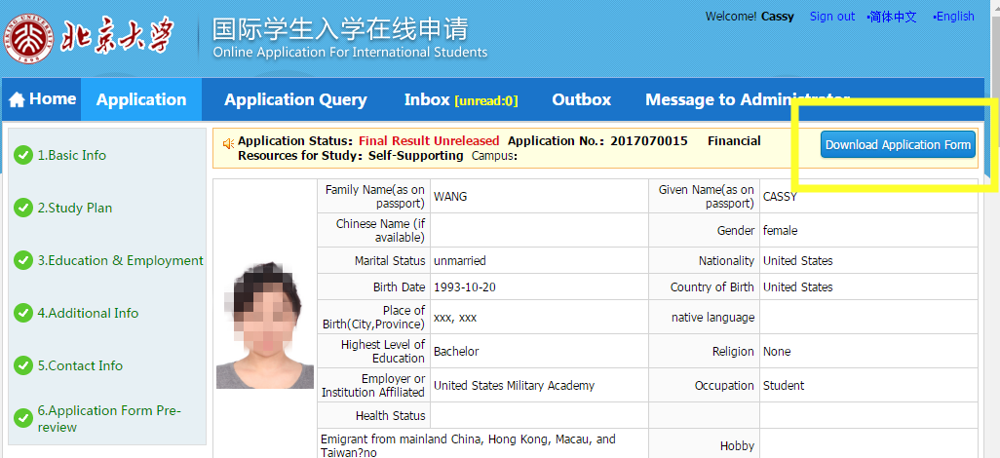 PEKING UNIVERSITY
1898
北京大学
国际学生入学在线申请
Online Application For International Students
Welcome! Cassy Sign out ▪简体中文 ▪English
Home Application Application Query Inbox [unread:0] Outbox Message to Administrator
1.Basic Info
2.Study Plan
3.Education & Employment
4.Additional Info
5.Contact Info
6.Application Form Pre-
review
Application Status: Final Result Unreleased Application No.: 2017070015 Financial
Resources for Study: Self-Supporting Campus:
Download Application Form
Family Name(as on
passport)
WANG
Given Name(as on
passport)
CASSY
Chinese Name (if
available)
Gender female
Marital Status unmarried
Nationality United States
Birth Date 1993-10-20
Country of Birth United States
Place of
Birth(City,Province)
xxx, xxx
native language
Highest Level of
Education
Bachelor
Religion None
Employer or
Institution Affiliated
United States Military Academy
Occupation Student
Health Status
Emigrant from mainland China, Hong Kong, Macau, and
Taiwan?no
Hobby